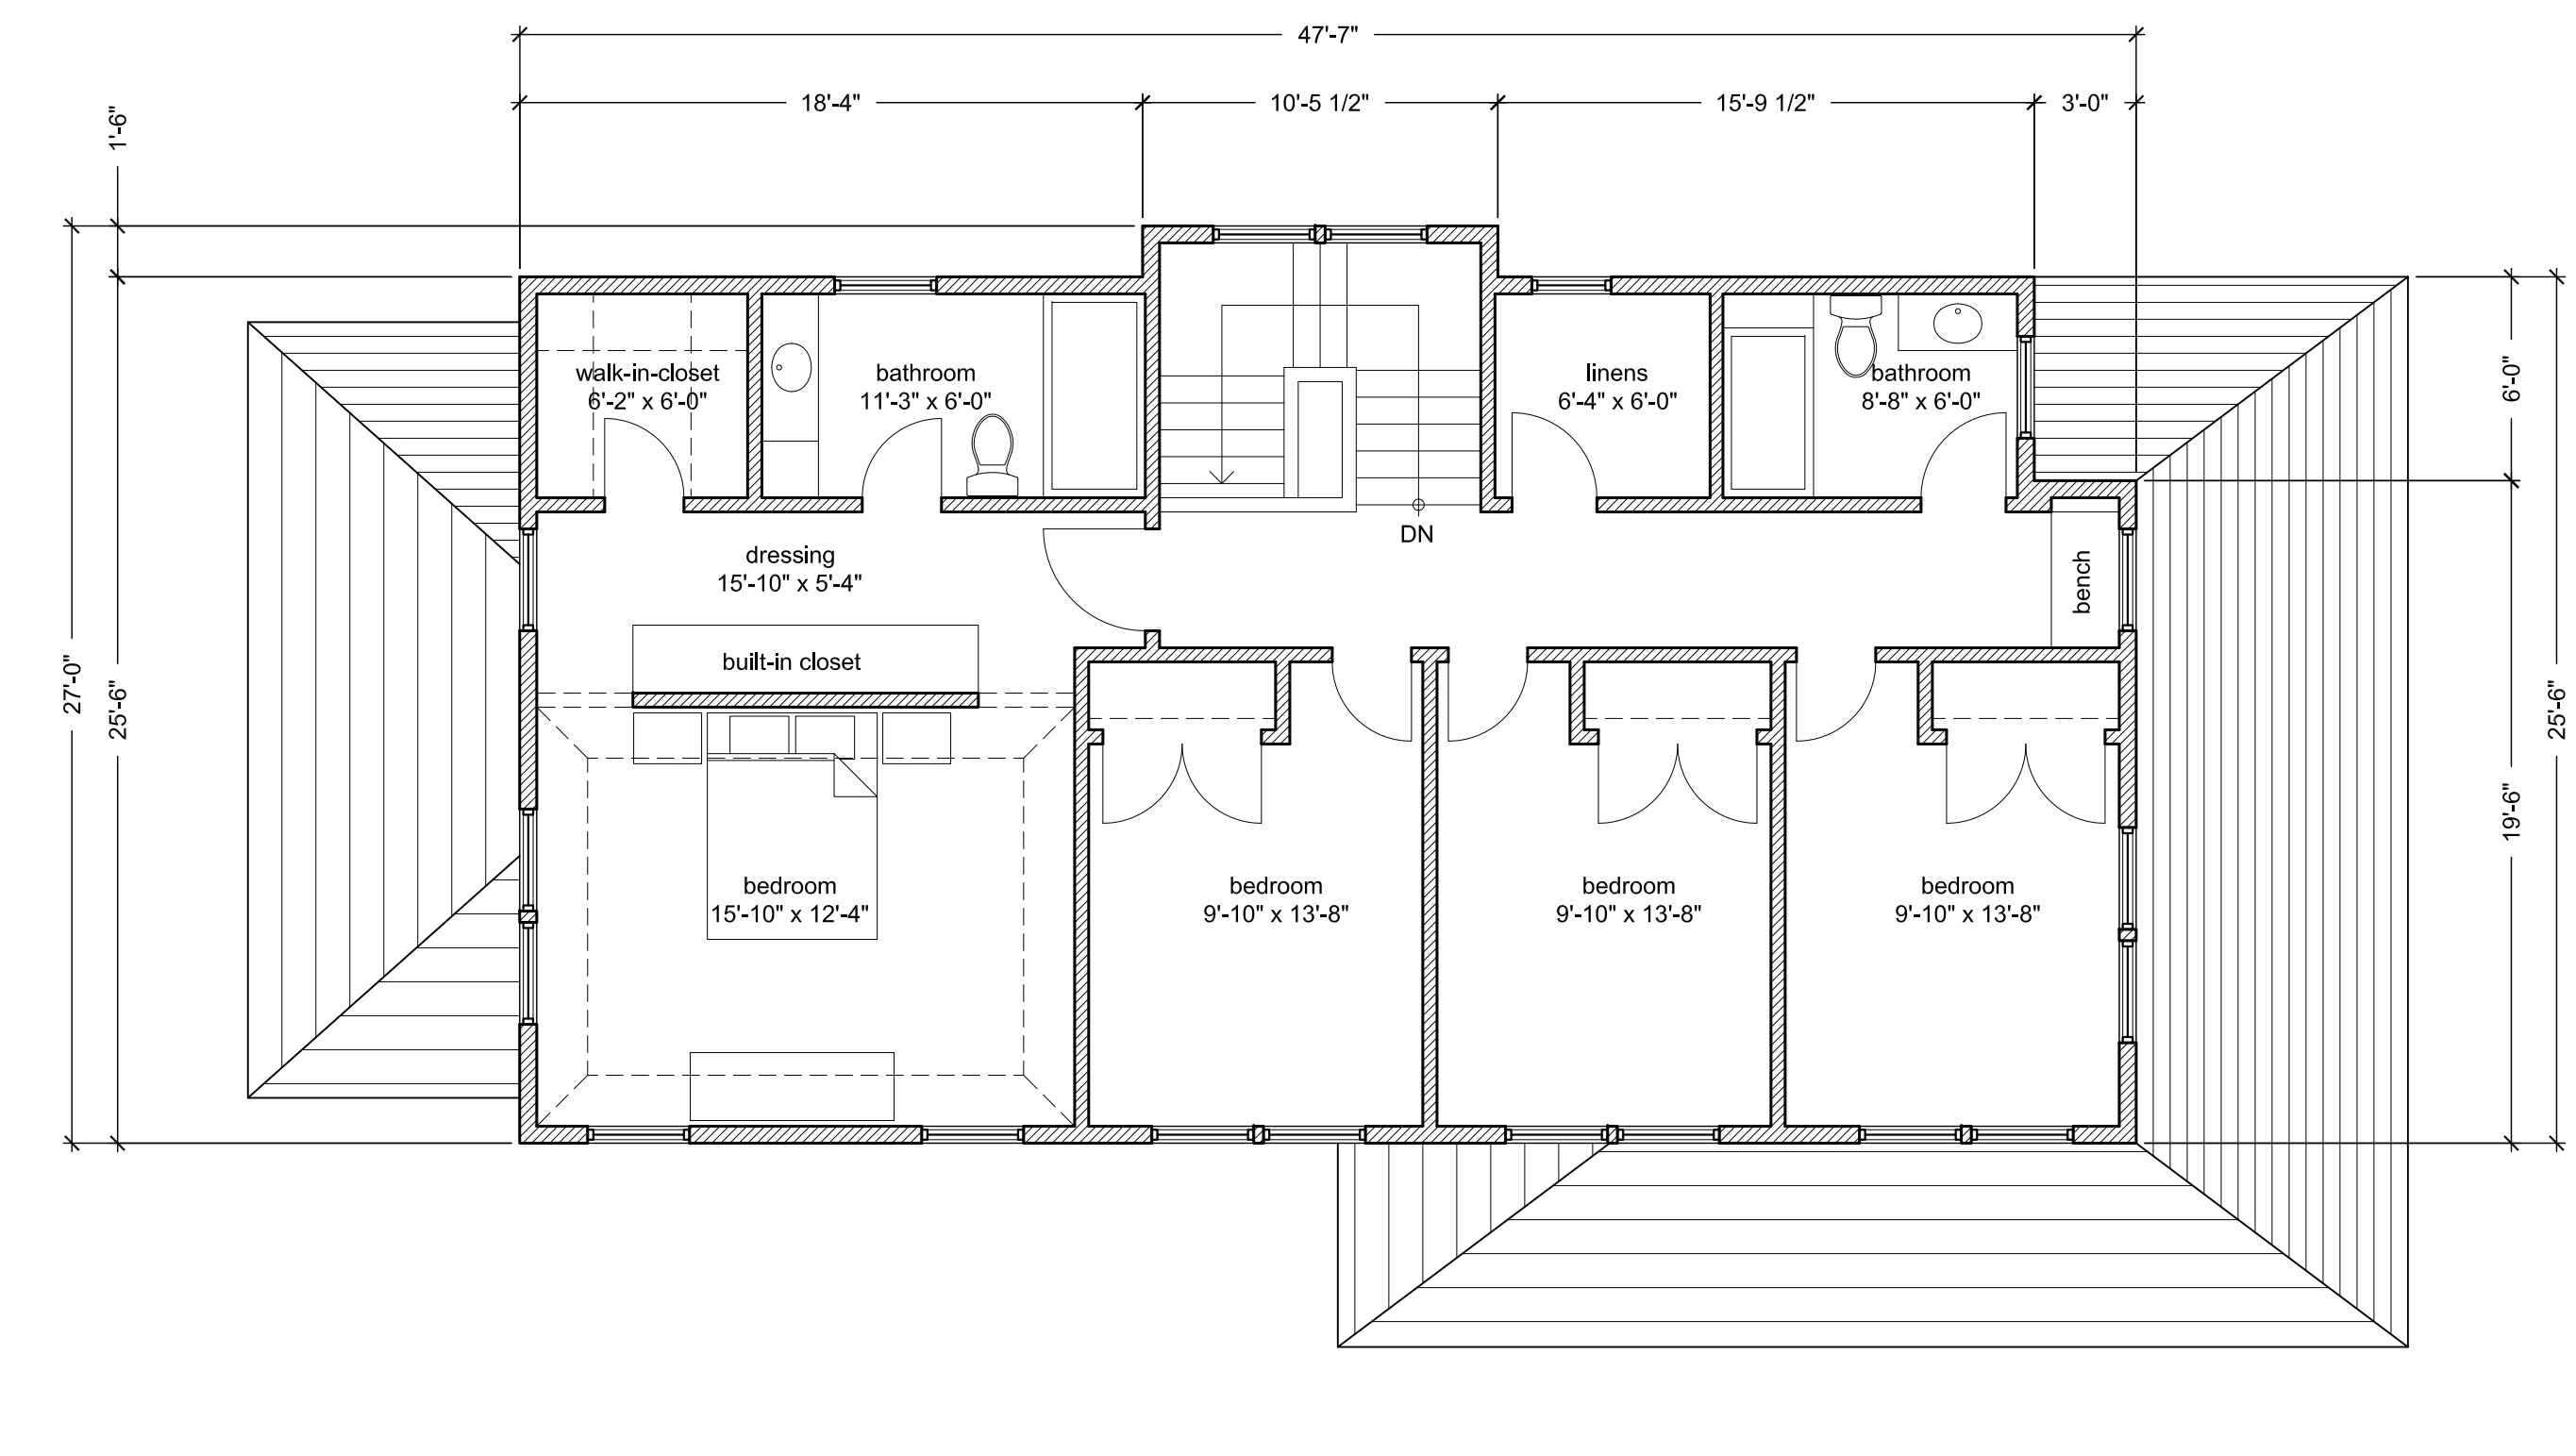 47'-7"
18'-4"
10'-5 1/2"
15'-9 1/2"
3'-0"
1'-6"
27'-0"
25'-6"
6'-0"
19'-6"
25'-6"
walk-in-closet
6'-2" x 6'-0"
bathroom
11'-3" x 6'-0"
linens
6'-4" x 6'-0"
bathroom
8'-8" x 6'-0"
DN
dressing
15'-10" x 5'-4"
bench
built-in closet
bedroom
15'-10" x 12'-4"
bedroom
9'-10" x 13'-8"
bedroom
9'-10" x 13'-8"
bedroom
9'-10" x 13'-8"